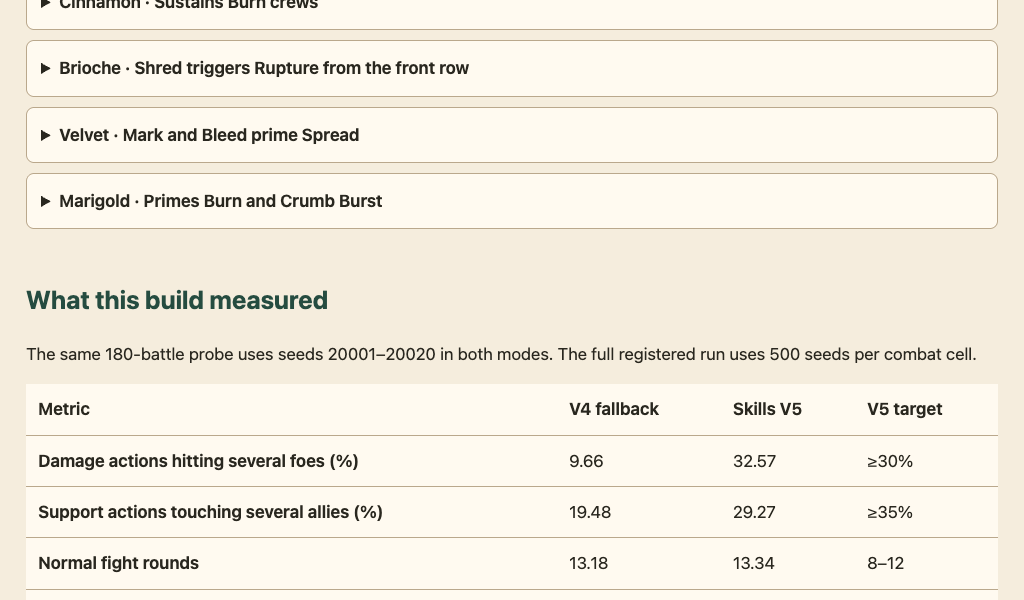 ▶ Cinnamon · Sustains Burn crews
▶ Brioche · Shred triggers Rupture from the front row
▶ Velvet · Mark and Bleed prime Spread
▶ Marigold · Primes Burn and Crumb Burst
What this build measured
The same 180-battle probe uses seeds 20001–20020 in both modes. The full registered run uses 500 seeds per combat cell.
Metric V4 fallback Skills V5 V5 target
Damage actions hitting several foes (%) 9.66 32.57 ≥30%
Support actions touching several allies (%) 19.48 29.27 ≥35%
Normal fight rounds 13.18 13.34 8–12